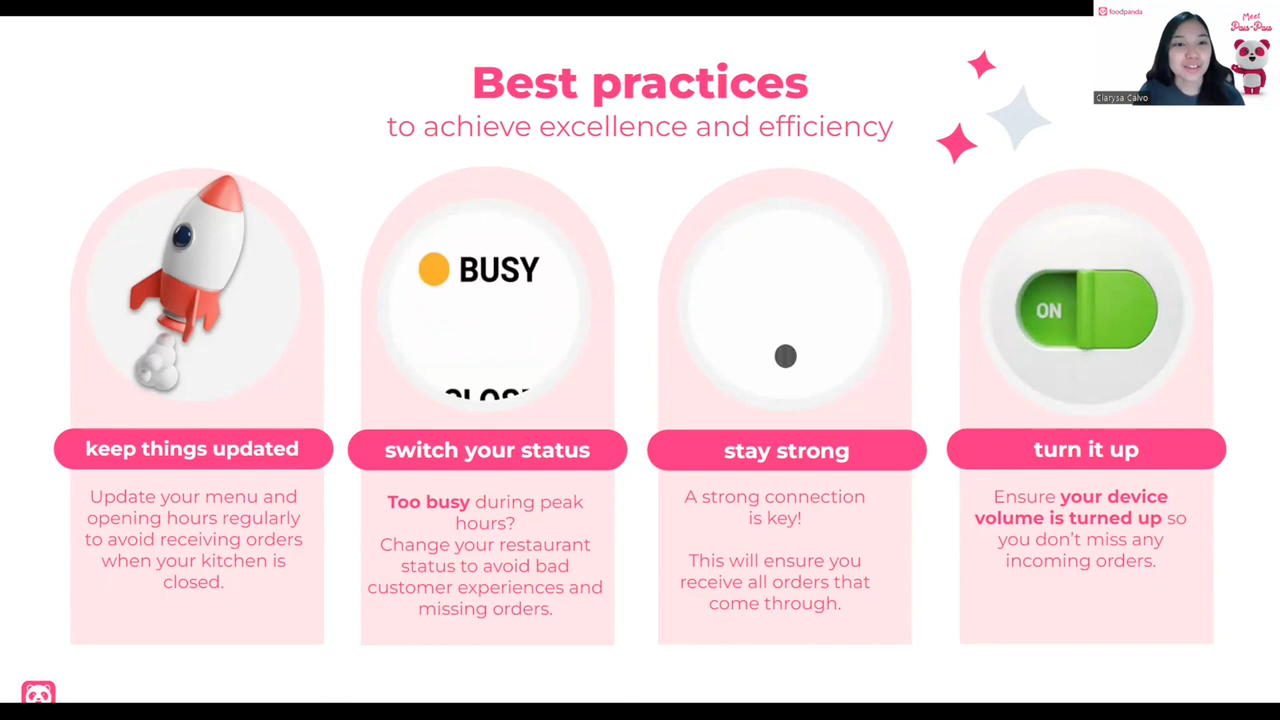 foodpanda
Meet
Pau-Pau
Clarysa Calvo
Best practices
to achieve excellence and efficiency
BUSY
ON
keep things updated
Update your menu and
opening hours regularly
to avoid receiving orders
when your kitchen is
closed.
switch your status
Too busy during peak
hours?
Change your restaurant
status to avoid bad
customer experiences and
missing orders.
stay strong
A strong connection
is key!
This will ensure you
receive all orders that
come through.
turn it up
Ensure your device
volume is turned up so
you don't miss any
incoming orders.